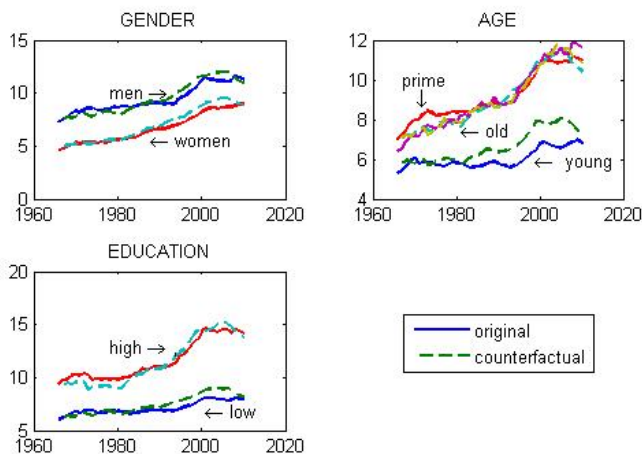 GENDER
15
10
5
0
men →
← women
1960 1980 2000 2020
AGE
12
10
8
6
4
prime
↓
↑
old
← young
1960 1980 2000 2020
EDUCATION
20
15
10
5
high →
← low
1960 1980 2000 2020
original
counterfactual